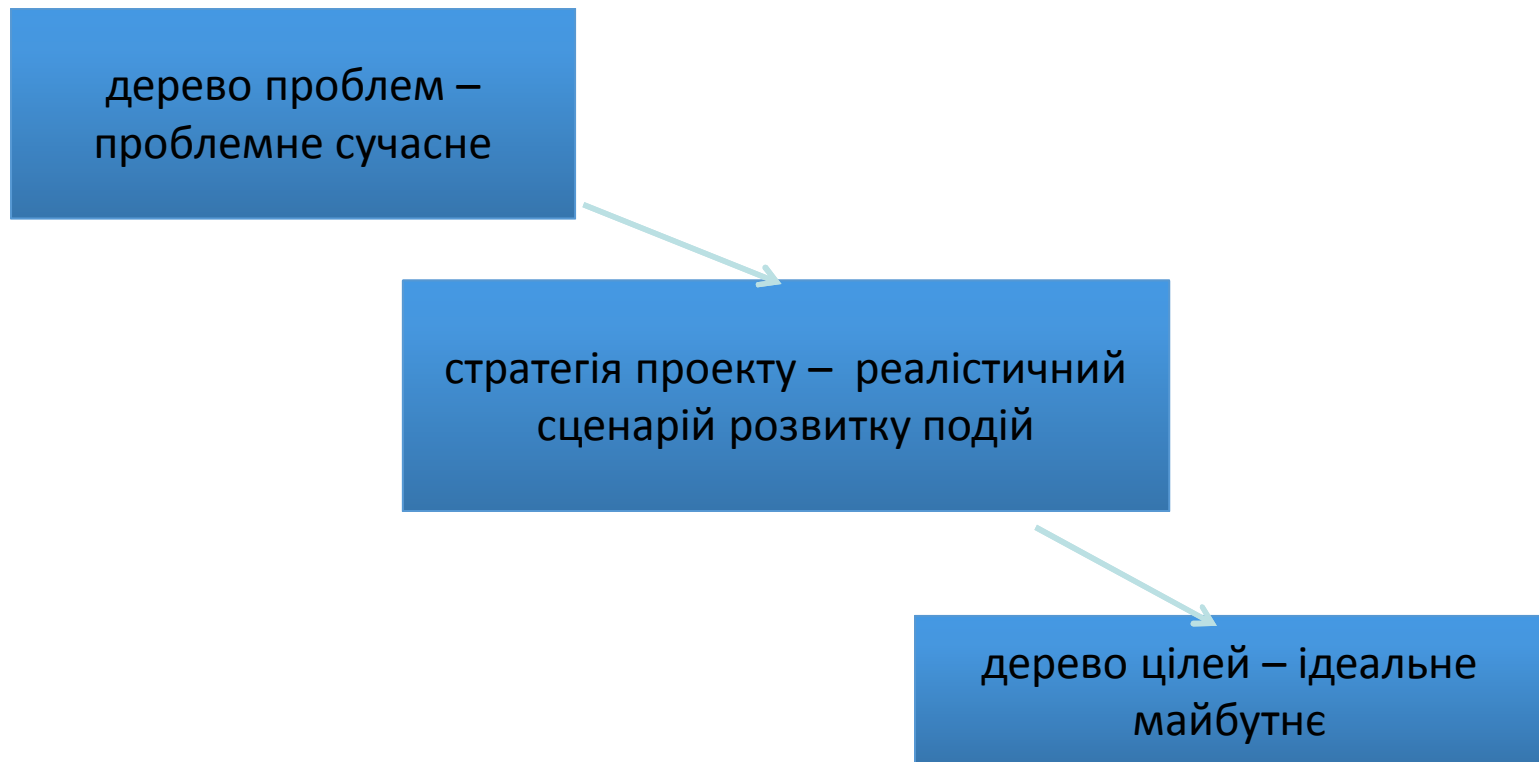 дерево проблем –
проблемне сучасне
стратегія проекту –  реалістичний
сценарій розвитку подій
дерево цілей – ідеальне
майбутнє